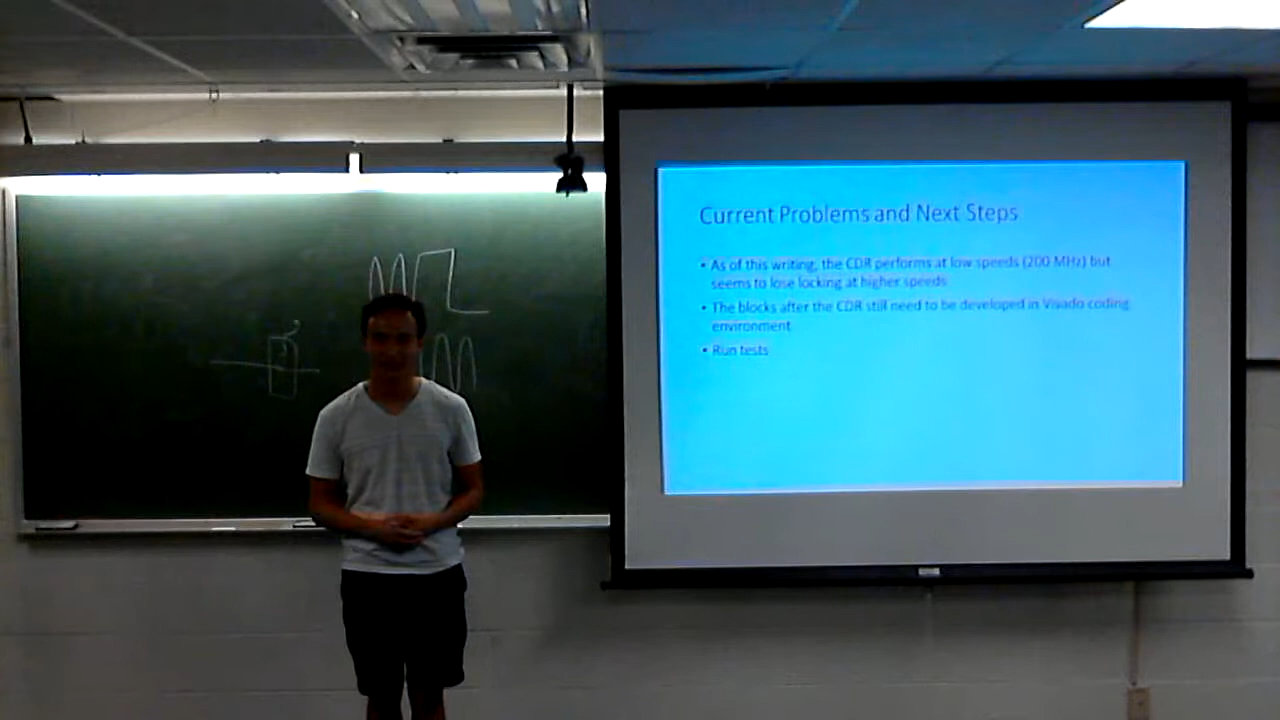 Current Problems and Next Steps
• As of this writing, the CDR performs at low speeds (200 MHz) but
seems to lose locking at higher speeds
• The blocks after the CDR still need to be developed in Vivado coding
environment
• Run tests